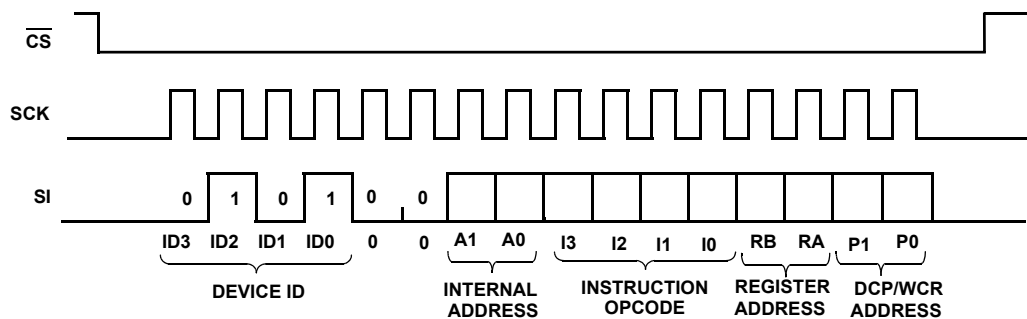 CS
SCK
SI 0 1 0 1 0 0
ID3 ID2 ID1 ID0 0 0 A1 A0 I3 I2 I1 I0 RB RA P1 P0
DEVICE ID INTERNAL ADDRESS INSTRUCTION OPCODE REGISTER ADDRESS DCP/WCR ADDRESS